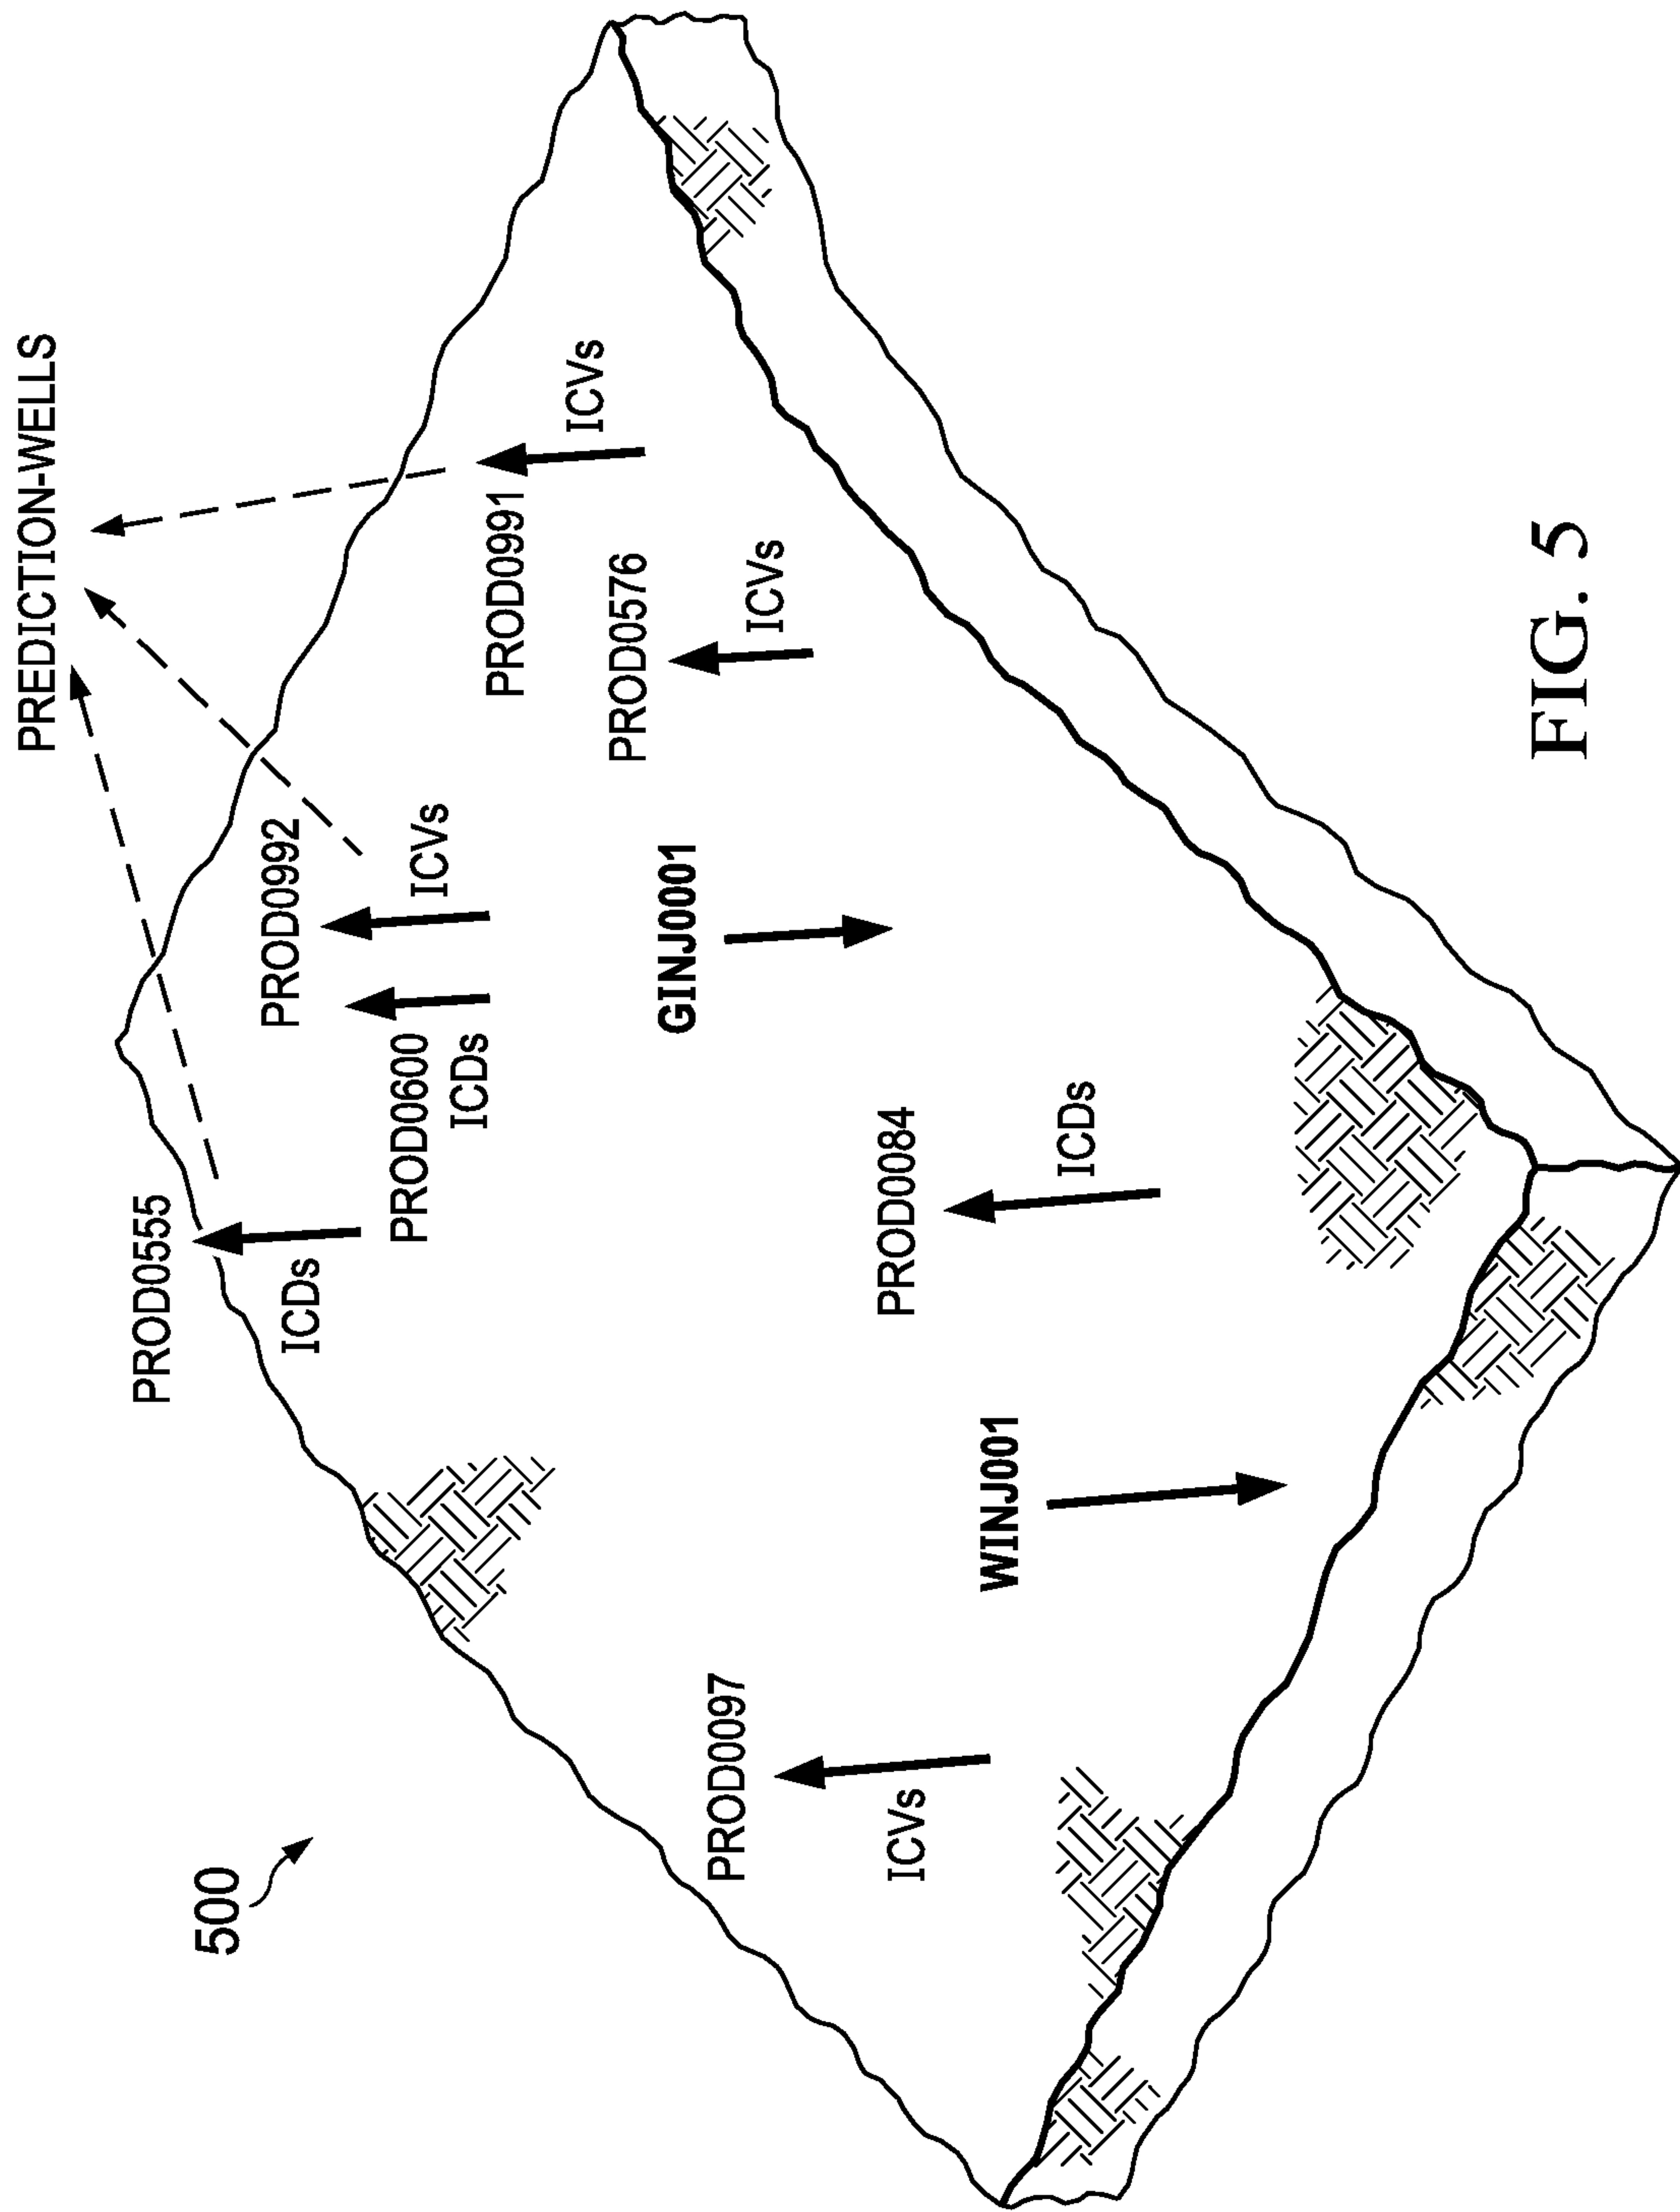 PREDICTION-WELLS
500
PROD0555
ICDs
PROD0992
ICVs
PROD0600
ICDs
PROD0991
ICVs
PROD0576
ICVs
GINJ0001
PROD0097
ICVs
PROD0084
ICDs
WINJ001
FIG. 5